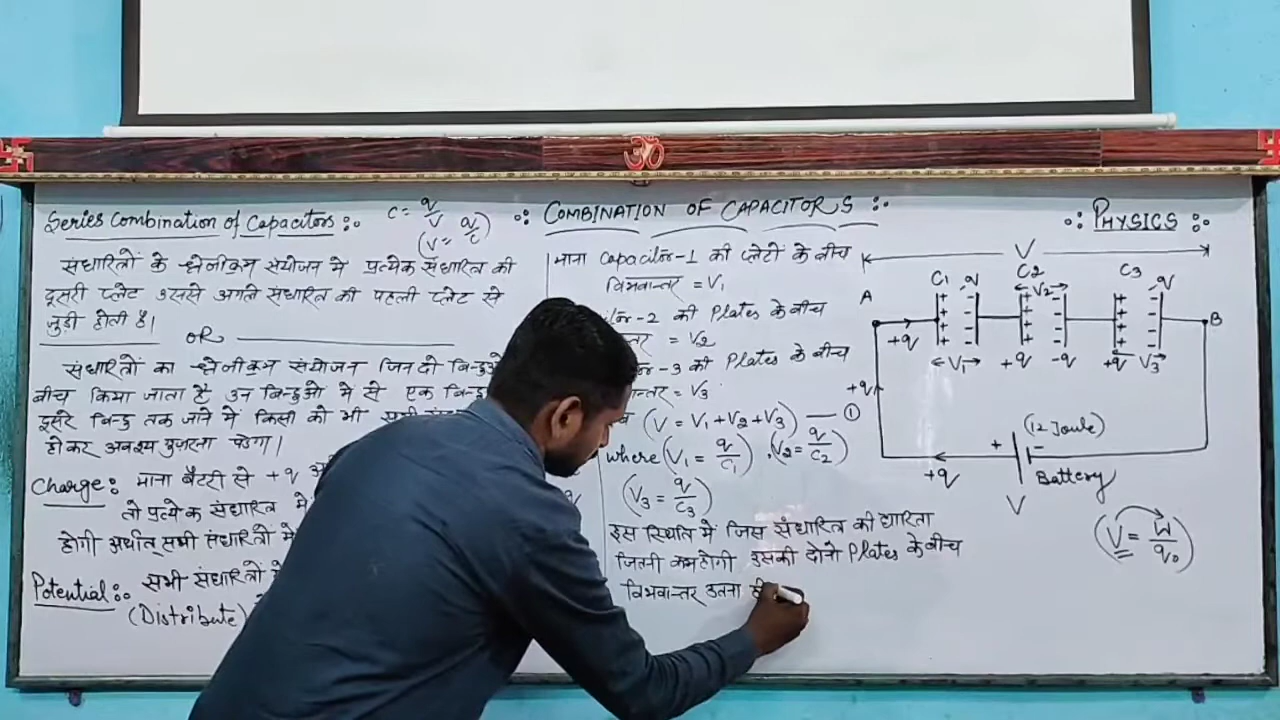 Series Combination of Capacitors :-
C = q/V
(V = q/C)
संधारित्रों के श्रेणीक्रम संयोजन में प्रत्येक संधारित्र की
दूसरी प्लेट उससे अगले संधारित्र की पहली प्लेट से
जुड़ी होती है।
OR
संधारित्रों का श्रेणीक्रम संयोजन जिन दो
बीच किया जाता है उन बिन्दुओं में से एक
दूसरे बिन्दु तक जाने में किसी को भी
होकर अवश्य गुजरना पड़ेगा।
Charge : माना बैटरी से +q
तो प्रत्येक संधारित्र में
होगी अर्थात् सभी संधारित्रों में
Potential :- सभी संधारित्रों में
(Distribute)
:- COMBINATION OF CAPACITORS :-
माना Capacitor-1 की प्लेटों के बीच
विभवान्तर = V₁
-2 की Plates के बीच
= V₂
-3 की Plates के बीच
= V₃
(V = V₁ + V₂ + V₃) — ①
where (V₁ = q/C₁) , (V₂ = q/C₂)
(V₃ = q/C₃)
इस स्थिति में जिस संधारित्र की धारिता
जितनी कम होगी उसकी दोनों Plates के बीच
विभवान्तर उतना ही
:- PHYSICS :-
V
C₁ -q C₂ C₃ -q
V₂
A B
+q V₁ +q -q +q V₃
+q
(12 Joule)
+ -
+q Battery
V
(V = W/q₀)